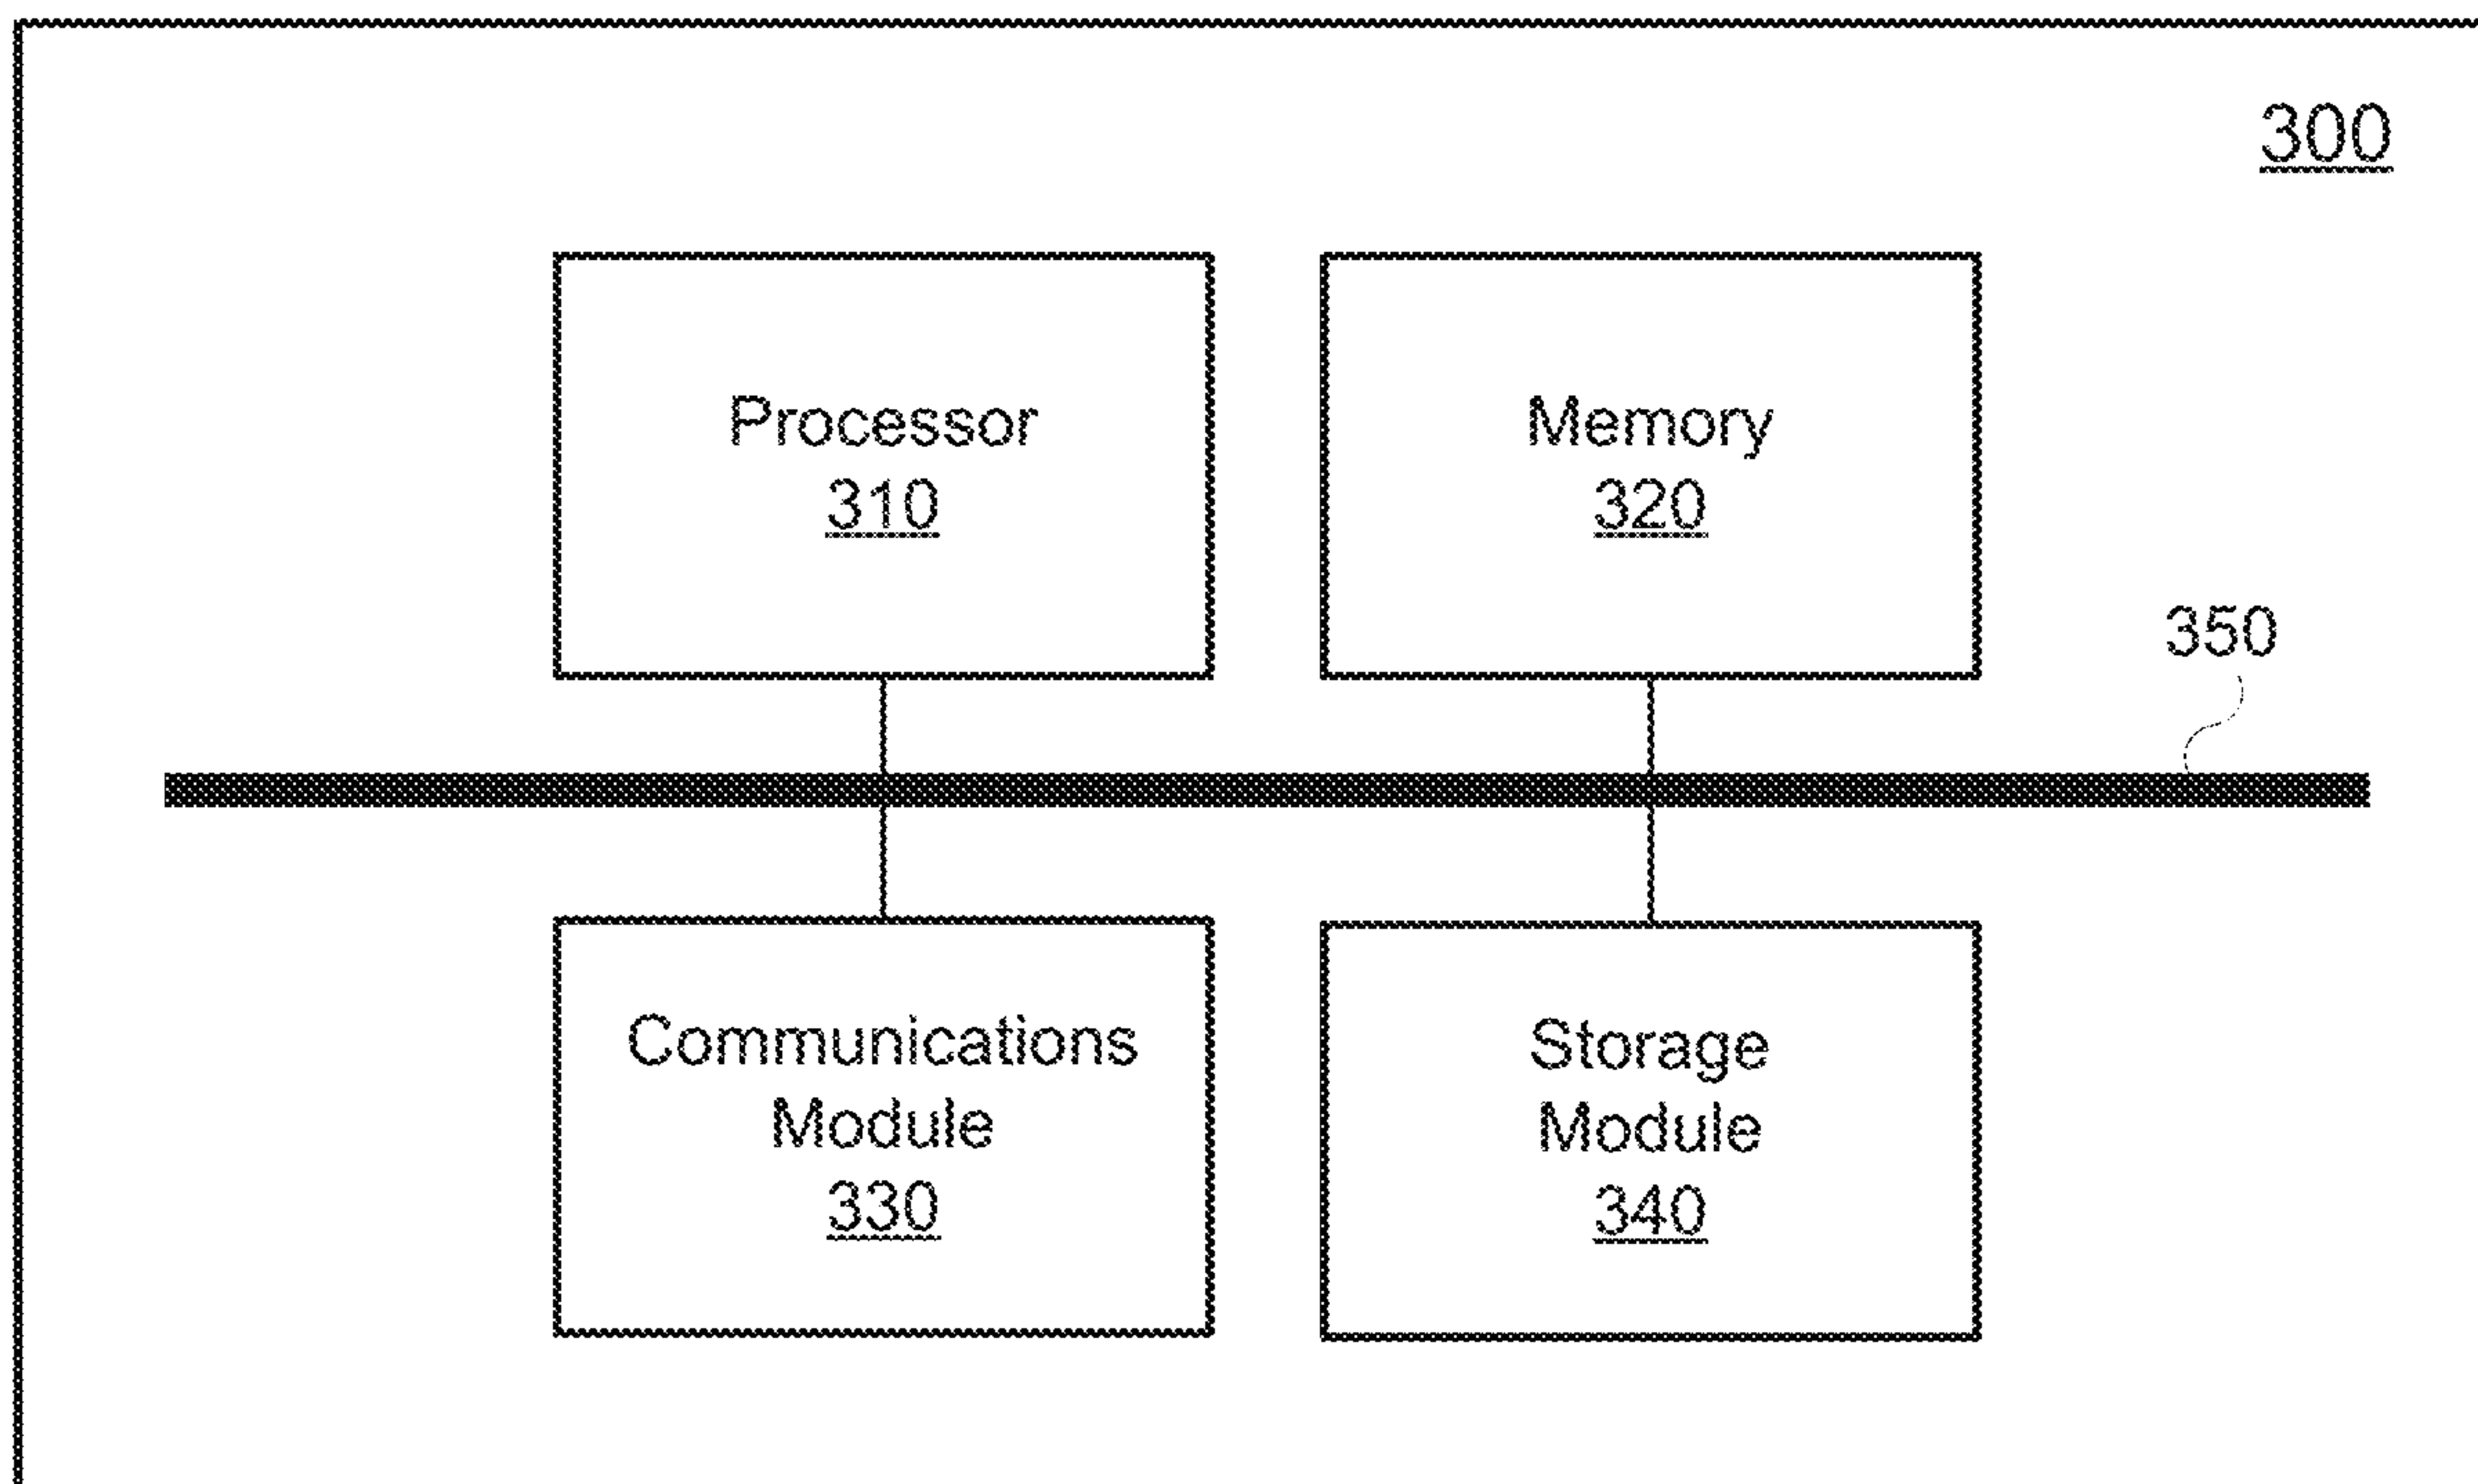 300
Processor
310
Memory
320
350
Communications
Module
330
Storage
Module
340